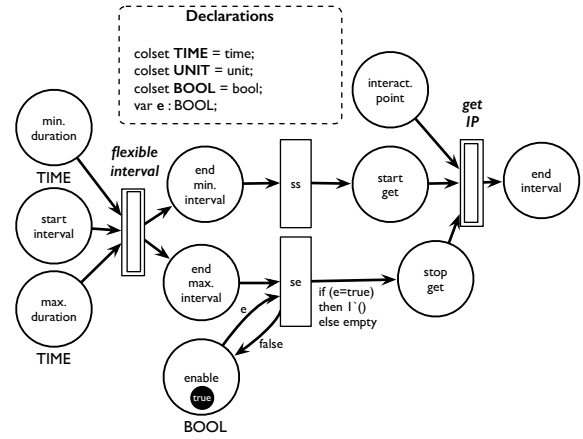 Declarations
colset TIME = time;
colset UNIT = unit;
colset BOOL = bool;
var e : BOOL;
min.
duration
TIME
start
interval
max.
duration
TIME
flexible
interval
end
min.
interval
end
max.
interval
ss
se
e
false
enable
true
BOOL
if (e=true)
then 1`()
else empty
interact.
point
start
get
stop
get
get
IP
end
interval